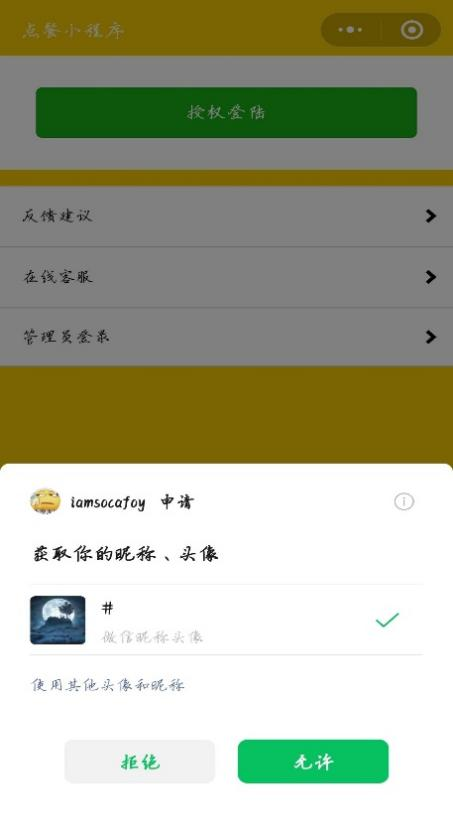 点餐小程序
授权登陆
反馈建议
在线客服
管理员登录
iamsocafoy 申请
获取你的昵称、头像
#
微信昵称头像
使用其他头像和昵称
拒绝 允许